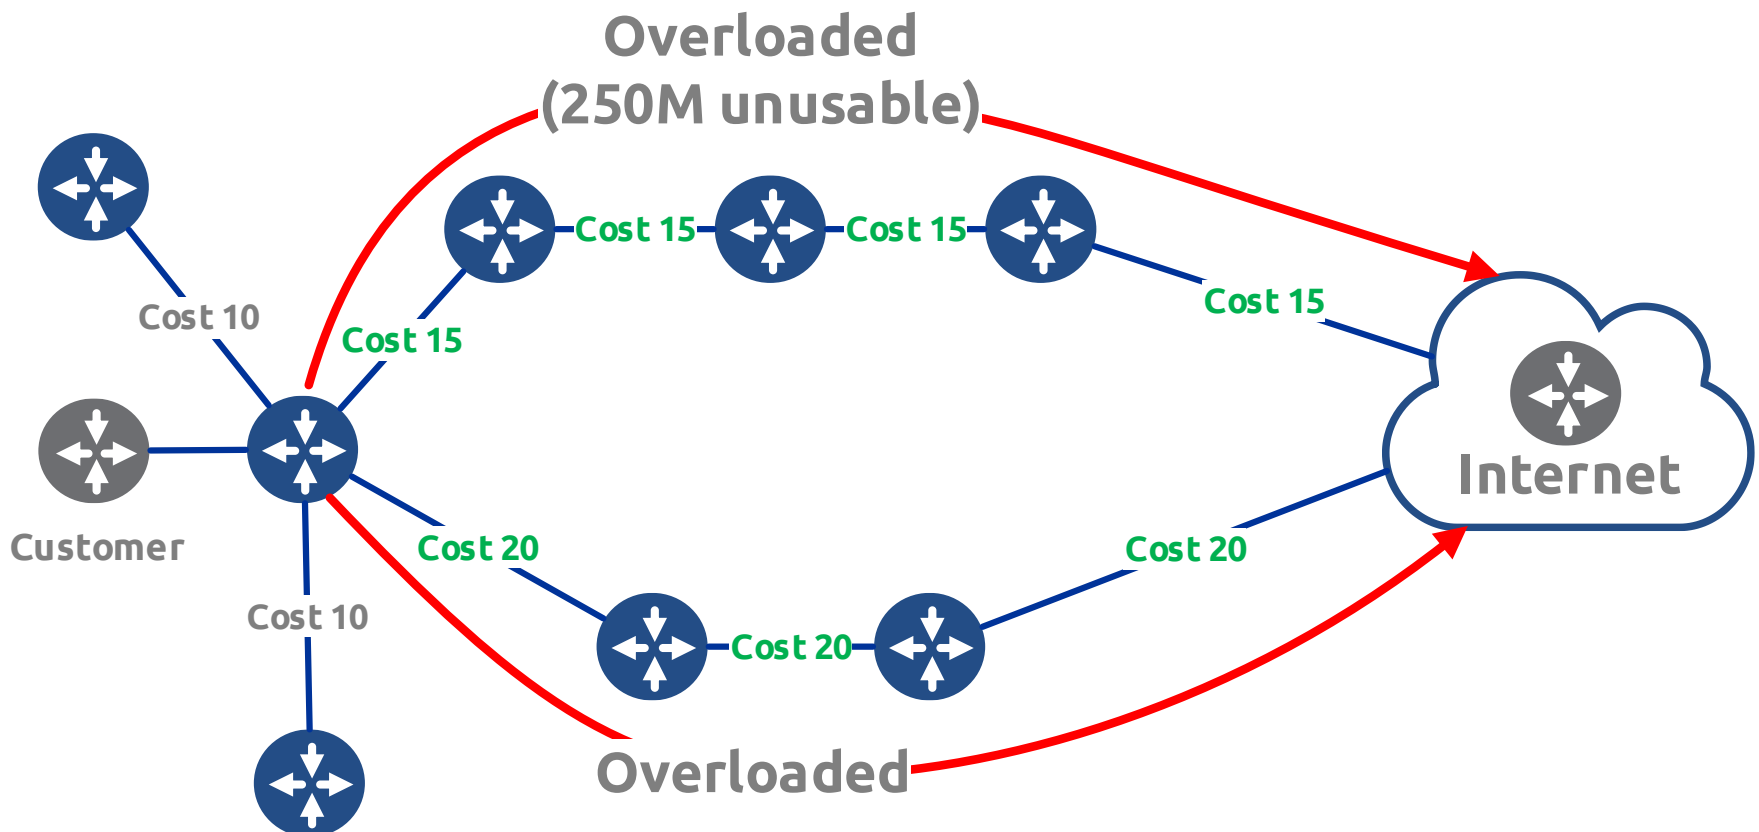 Overloaded
(250M unusable)
Cost 15
Cost 15
Cost 15
Cost 10
Cost 15
Internet
Customer
Cost 20
Cost 20
Cost 10
Cost 20
Overloaded